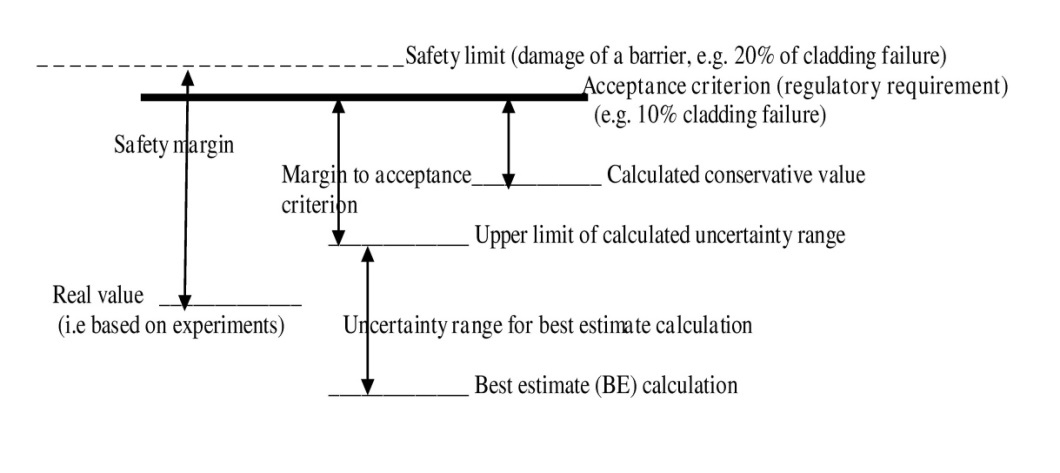 Safety limit (damage of a barrier, e.g. 20% of cladding failure)
Acceptance criterion (regulatory requirement)
(e.g. 10% cladding failure)
Safety margin
Margin to acceptance
criterion
Calculated conservative value
Upper limit of calculated uncertainty range
Real value
(i.e based on experiments)
Uncertainty range for best estimate calculation
Best estimate (BE) calculation